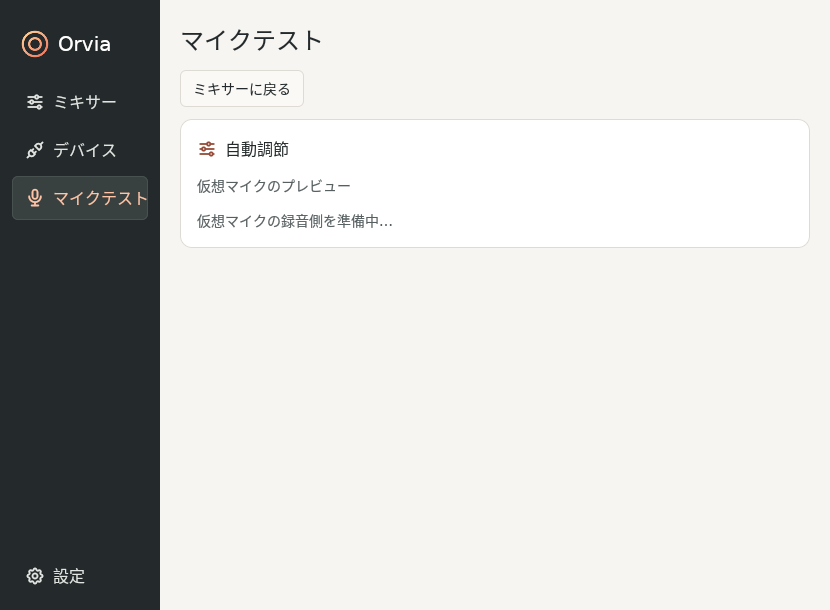 Orvia
ミキサー
デバイス
マイクテスト
設定
マイクテスト
ミキサーに戻る
自動調節
仮想マイクのプレビュー
仮想マイクの録音側を準備中...